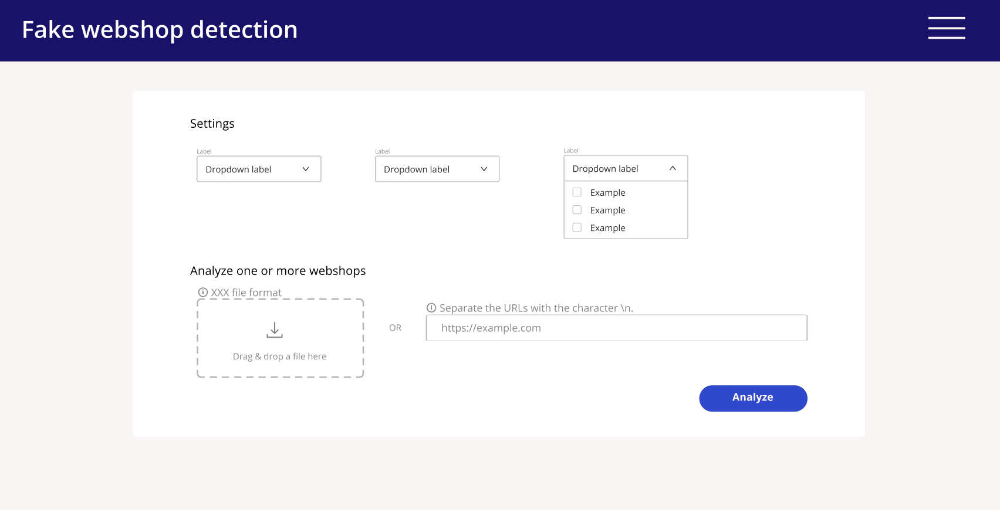 Fake webshop detection
Settings
Label
Label
Label
Dropdown label
Dropdown label
Dropdown label
Example
Example
Example
Analyze one or more webshops
XXX file format
Separate the URLs with the character \n.
Drag & drop a file here
OR
https://example.com
Analyze